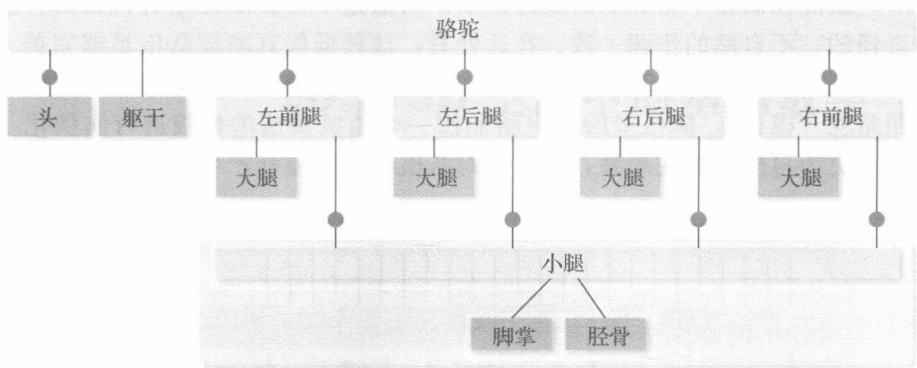 骆驼
头 躯干 左前腿 左后腿 右后腿 右前腿
大腿 大腿 大腿 大腿
小腿
脚掌 胫骨